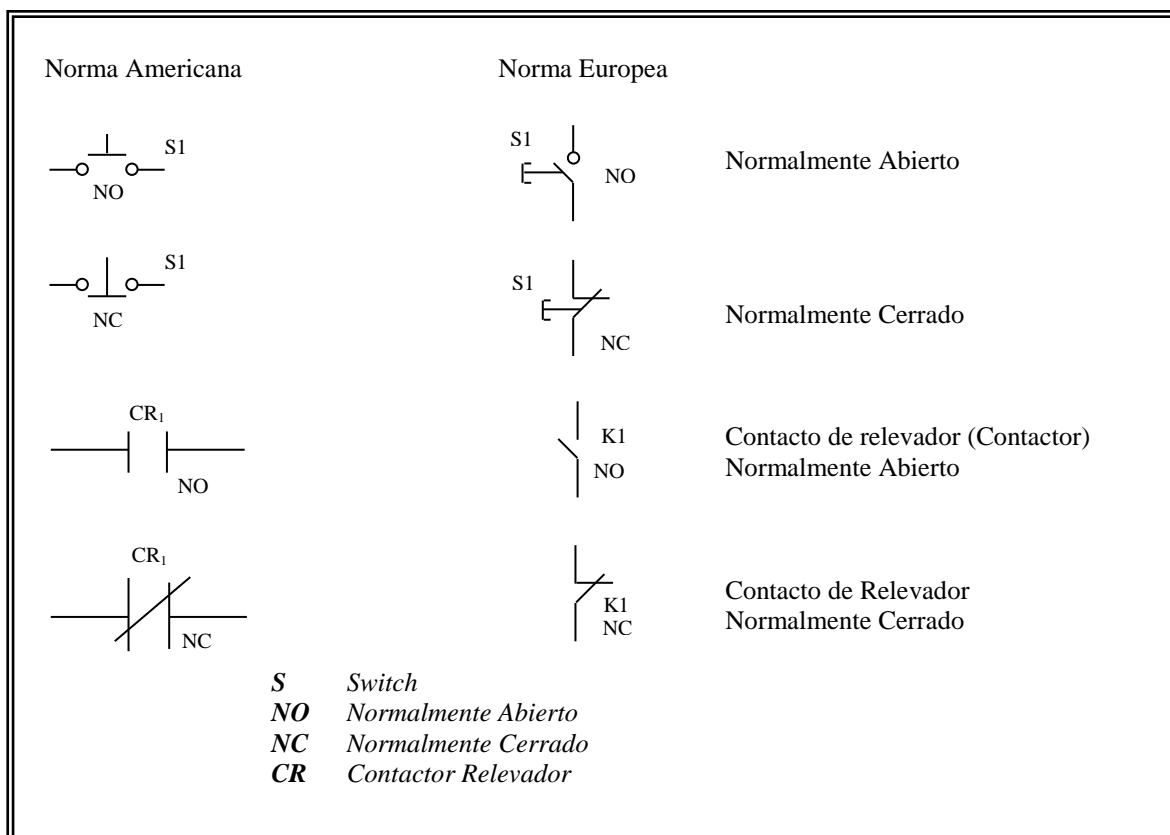 Norma Americana
Norma Europea
S1
NO
S1
NO
Normalmente Abierto
S1
NC
S1
NC
Normalmente Cerrado
CR₁
NO
K1
NO
Contacto de relevador (Contactor)
Normalmente Abierto
CR₁
NC
K1
NC
Contacto de Relevador
Normalmente Cerrado
S Switch
NO Normalmente Abierto
NC Normalmente Cerrado
CR Contactor Relevador